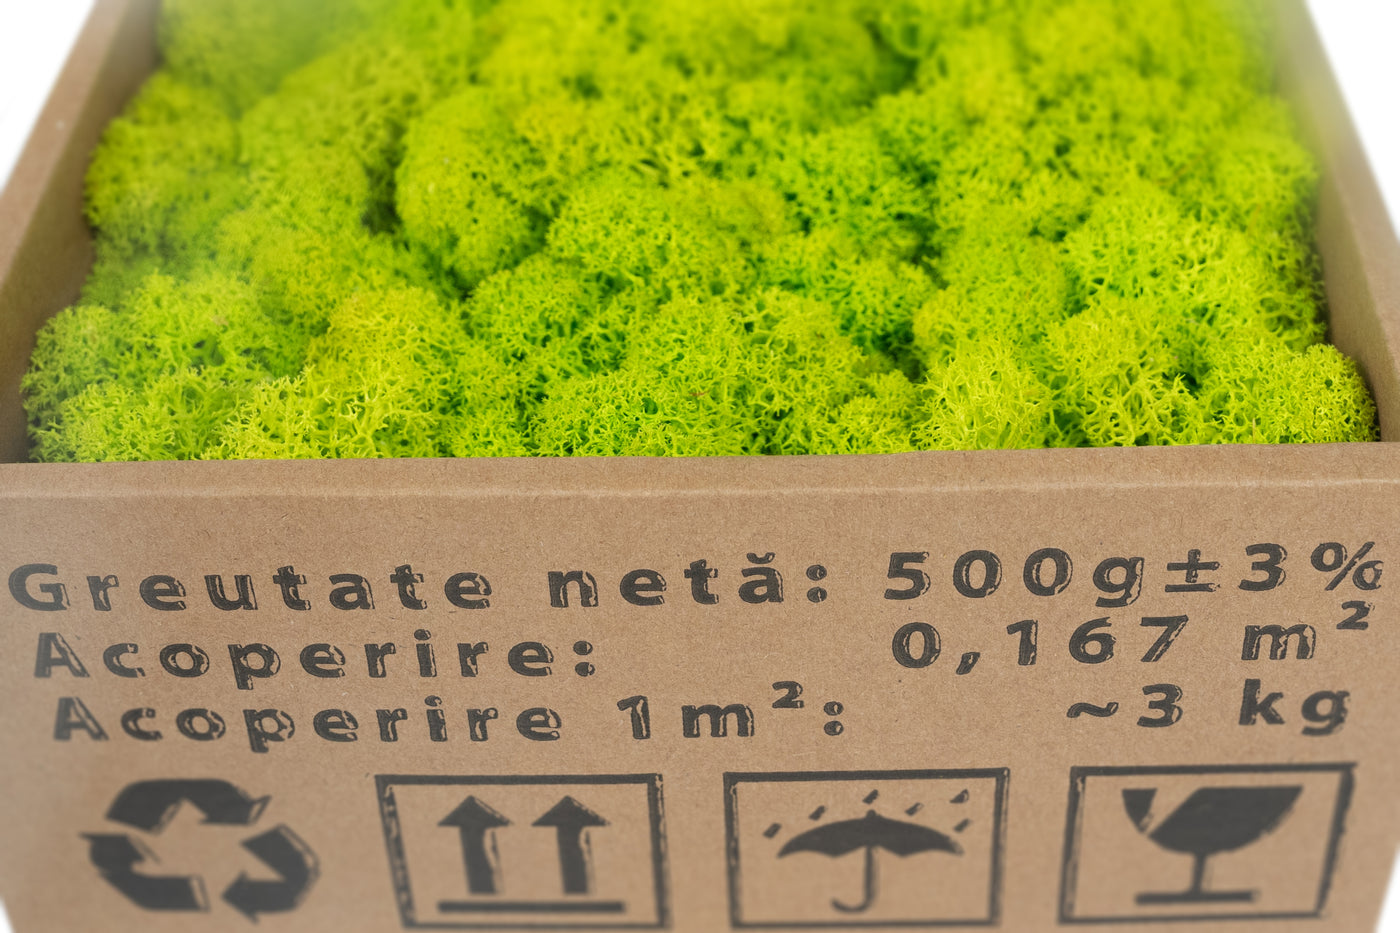 Greutate netă: 500g±3%
Acoperire: 0,167 m²
Acoperire 1m²: ~3 kg